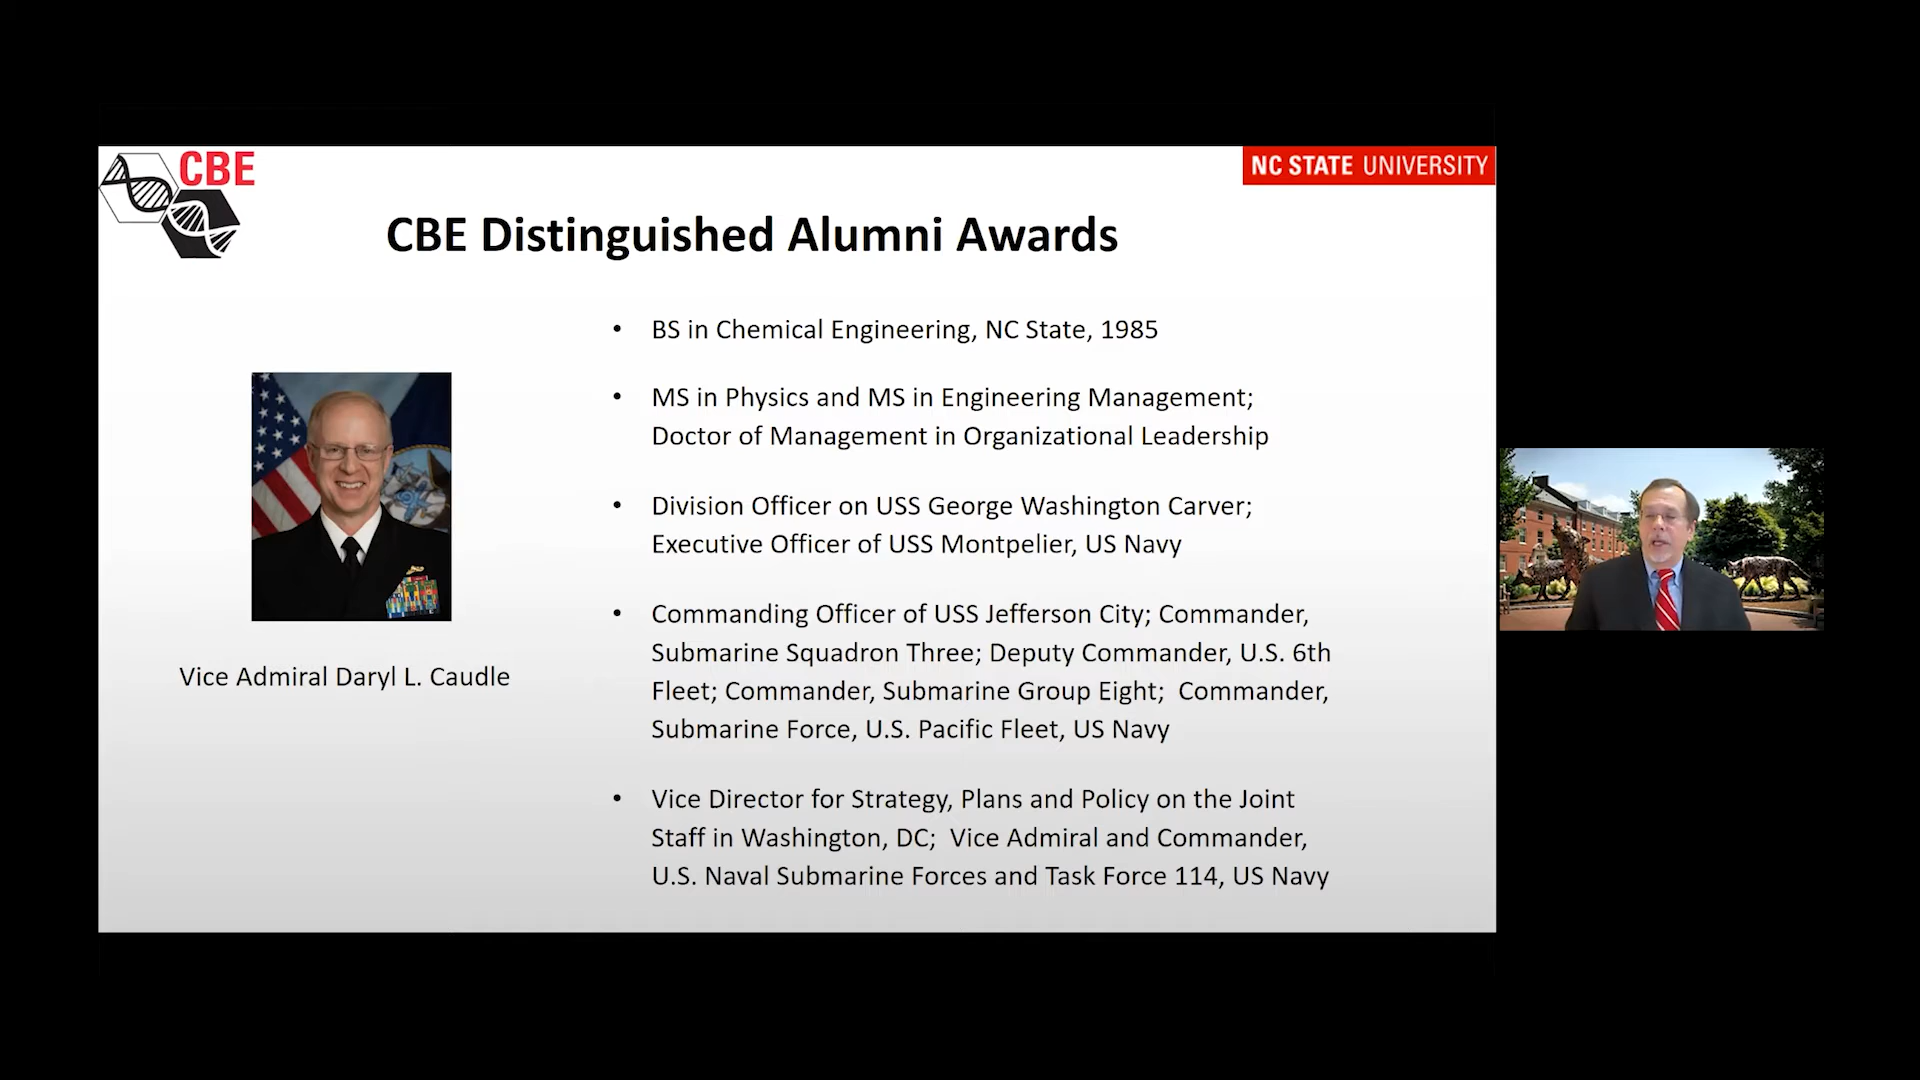 CBE
NC STATE UNIVERSITY
CBE Distinguished Alumni Awards
• BS in Chemical Engineering, NC State, 1985
• MS in Physics and MS in Engineering Management;
Doctor of Management in Organizational Leadership
• Division Officer on USS George Washington Carver;
Executive Officer of USS Montpelier, US Navy
• Commanding Officer of USS Jefferson City; Commander,
Submarine Squadron Three; Deputy Commander, U.S. 6th
Fleet; Commander, Submarine Group Eight;  Commander,
Submarine Force, U.S. Pacific Fleet, US Navy
• Vice Director for Strategy, Plans and Policy on the Joint
Staff in Washington, DC;  Vice Admiral and Commander,
U.S. Naval Submarine Forces and Task Force 114, US Navy
Vice Admiral Daryl L. Caudle